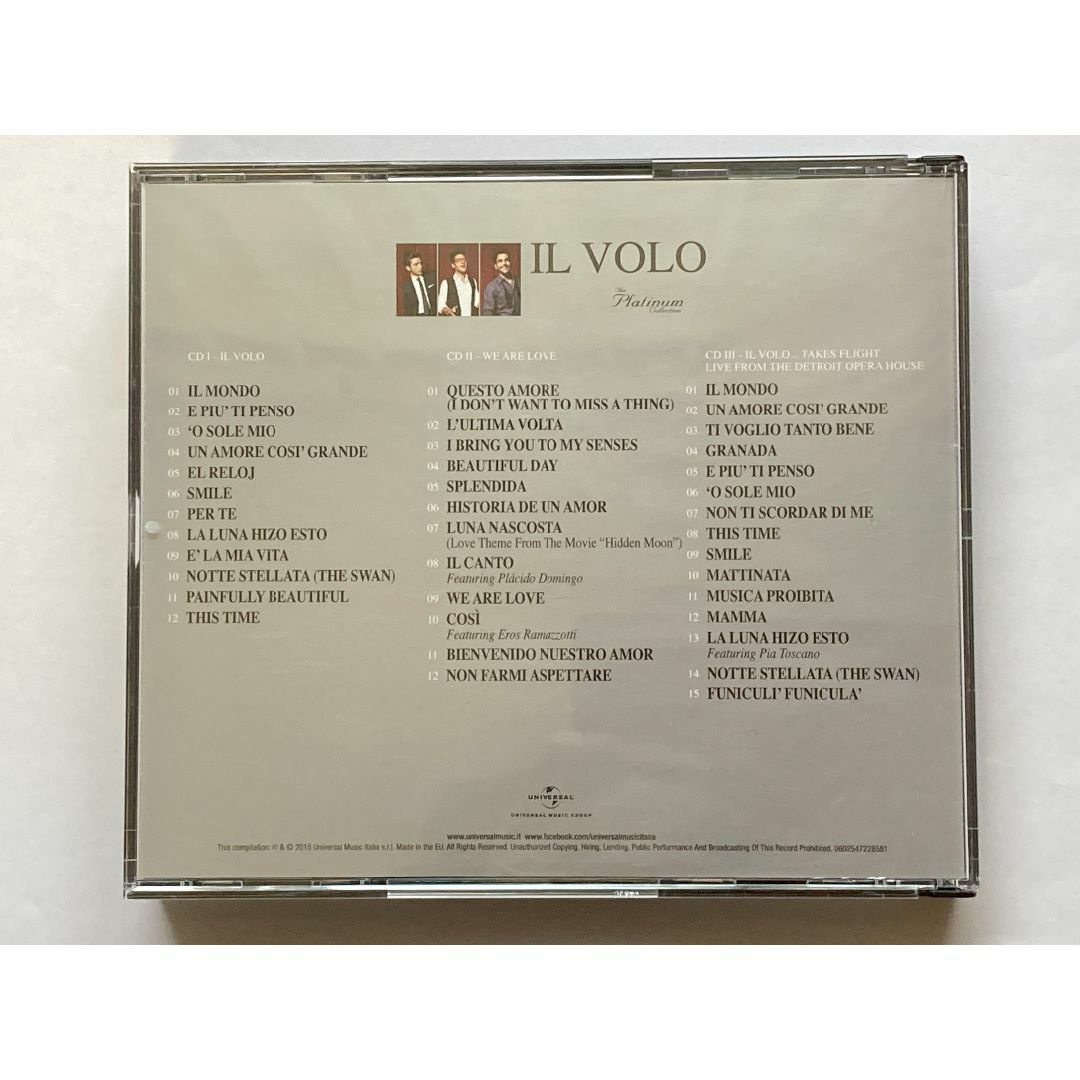 IL VOLO
The
Platinum
Collection
CD I - IL VOLO
01 IL MONDO
02 E PIU' TI PENSO
03 'O SOLE MIO
04 UN AMORE COSI' GRANDE
05 EL RELOJ
06 SMILE
07 PER TE
08 LA LUNA HIZO ESTO
09 E' LA MIA VITA
10 NOTTE STELLATA (THE SWAN)
11 PAINFULLY BEAUTIFUL
12 THIS TIME
CD II - WE ARE LOVE
01 QUESTO AMORE
(I DON'T WANT TO MISS A THING)
02 L'ULTIMA VOLTA
03 I BRING YOU TO MY SENSES
04 BEAUTIFUL DAY
05 SPLENDIDA
06 HISTORIA DE UN AMOR
07 LUNA NASCOSTA
(Love Theme From The Movie “Hidden Moon”)
08 IL CANTO
Featuring Plácido Domingo
09 WE ARE LOVE
10 COSÌ
Featuring Eros Ramazzotti
11 BIENVENIDO NUESTRO AMOR
12 NON FARMI ASPETTARE
CD III - IL VOLO... TAKES FLIGHT
LIVE FROM THE DETROIT OPERA HOUSE
01 IL MONDO
02 UN AMORE COSI' GRANDE
03 TI VOGLIO TANTO BENE
04 GRANADA
05 E PIU' TI PENSO
06 'O SOLE MIO
07 NON TI SCORDAR DI ME
08 THIS TIME
09 SMILE
10 MATTINATA
11 MUSICA PROIBITA
12 MAMMA
13 LA LUNA HIZO ESTO
Featuring Pia Toscano
14 NOTTE STELLATA (THE SWAN)
15 FUNICULI' FUNICULA'
UNIVERSAL
UNIVERSAL MUSIC GROUP
www.universalmusic.it www.facebook.com/universalmusicitalia
This compilation: ℗ & © 2015 Universal Music Italia s.r.l. Made in the EU. All Rights Reserved. Unauthorized Copying, Hiring, Lending, Public Performance And Broadcasting Of This Record Prohibited. 0602547228581